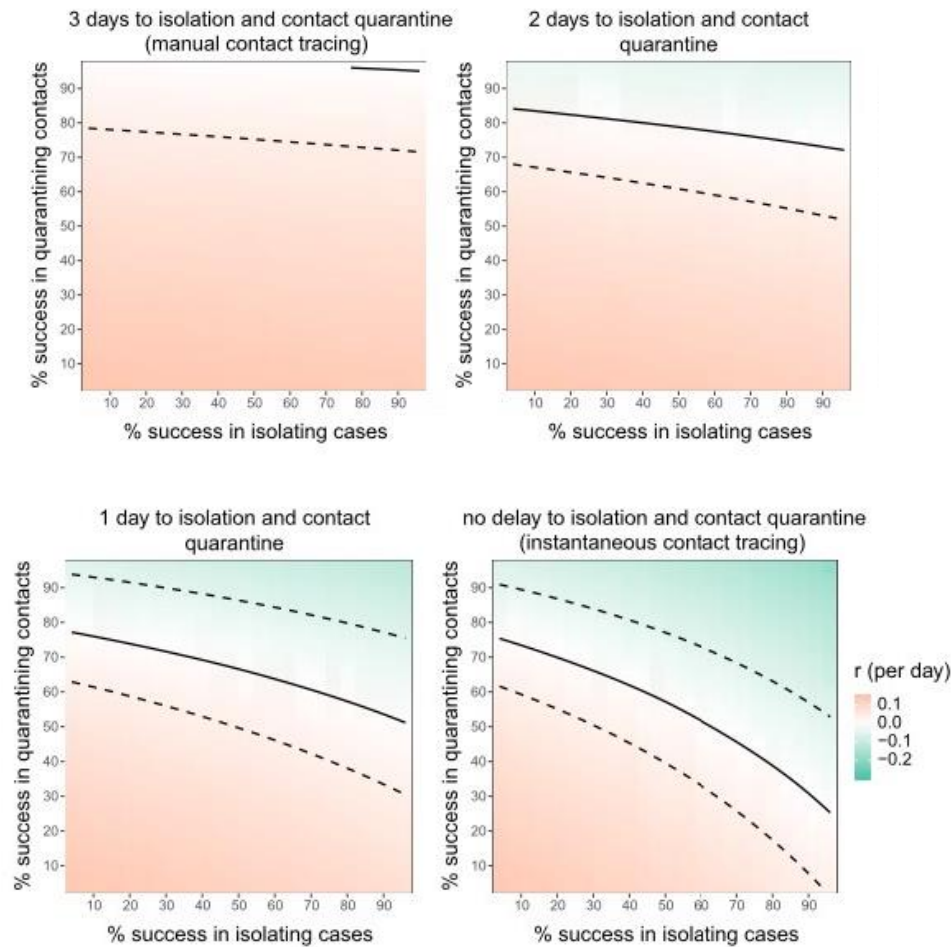 3 days to isolation and contact quarantine
(manual contact tracing)
% success in quarantining contacts
90
80
70
60
50
40
30
20
10
10 20 30 40 50 60 70 80 90
% success in isolating cases
2 days to isolation and contact
quarantine
% success in quarantining contacts
90
80
70
60
50
40
30
20
10
10 20 30 40 50 60 70 80 90
% success in isolating cases
1 day to isolation and contact
quarantine
% success in quarantining contacts
90
80
70
60
50
40
30
20
10
10 20 30 40 50 60 70 80 90
% success in isolating cases
no delay to isolation and contact quarantine
(instantaneous contact tracing)
% success in quarantining contacts
90
80
70
60
50
40
30
20
10
10 20 30 40 50 60 70 80 90
% success in isolating cases
r (per day)
0.1
0.0
−0.1
−0.2